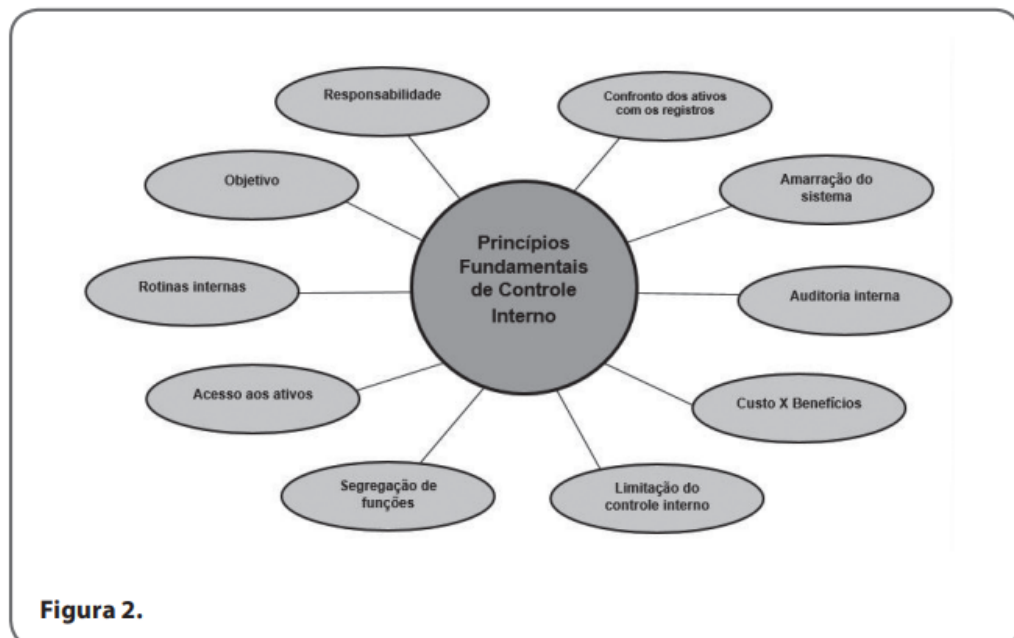 Responsabilidade
Confronto dos ativos
com os registros
Objetivo
Amarração do
sistema
Princípios
Fundamentais
de Controle
Interno
Rotinas internas
Auditoria interna
Acesso aos ativos
Custo X Benefícios
Segregação de
funções
Limitação do
controle interno
Figura 2.